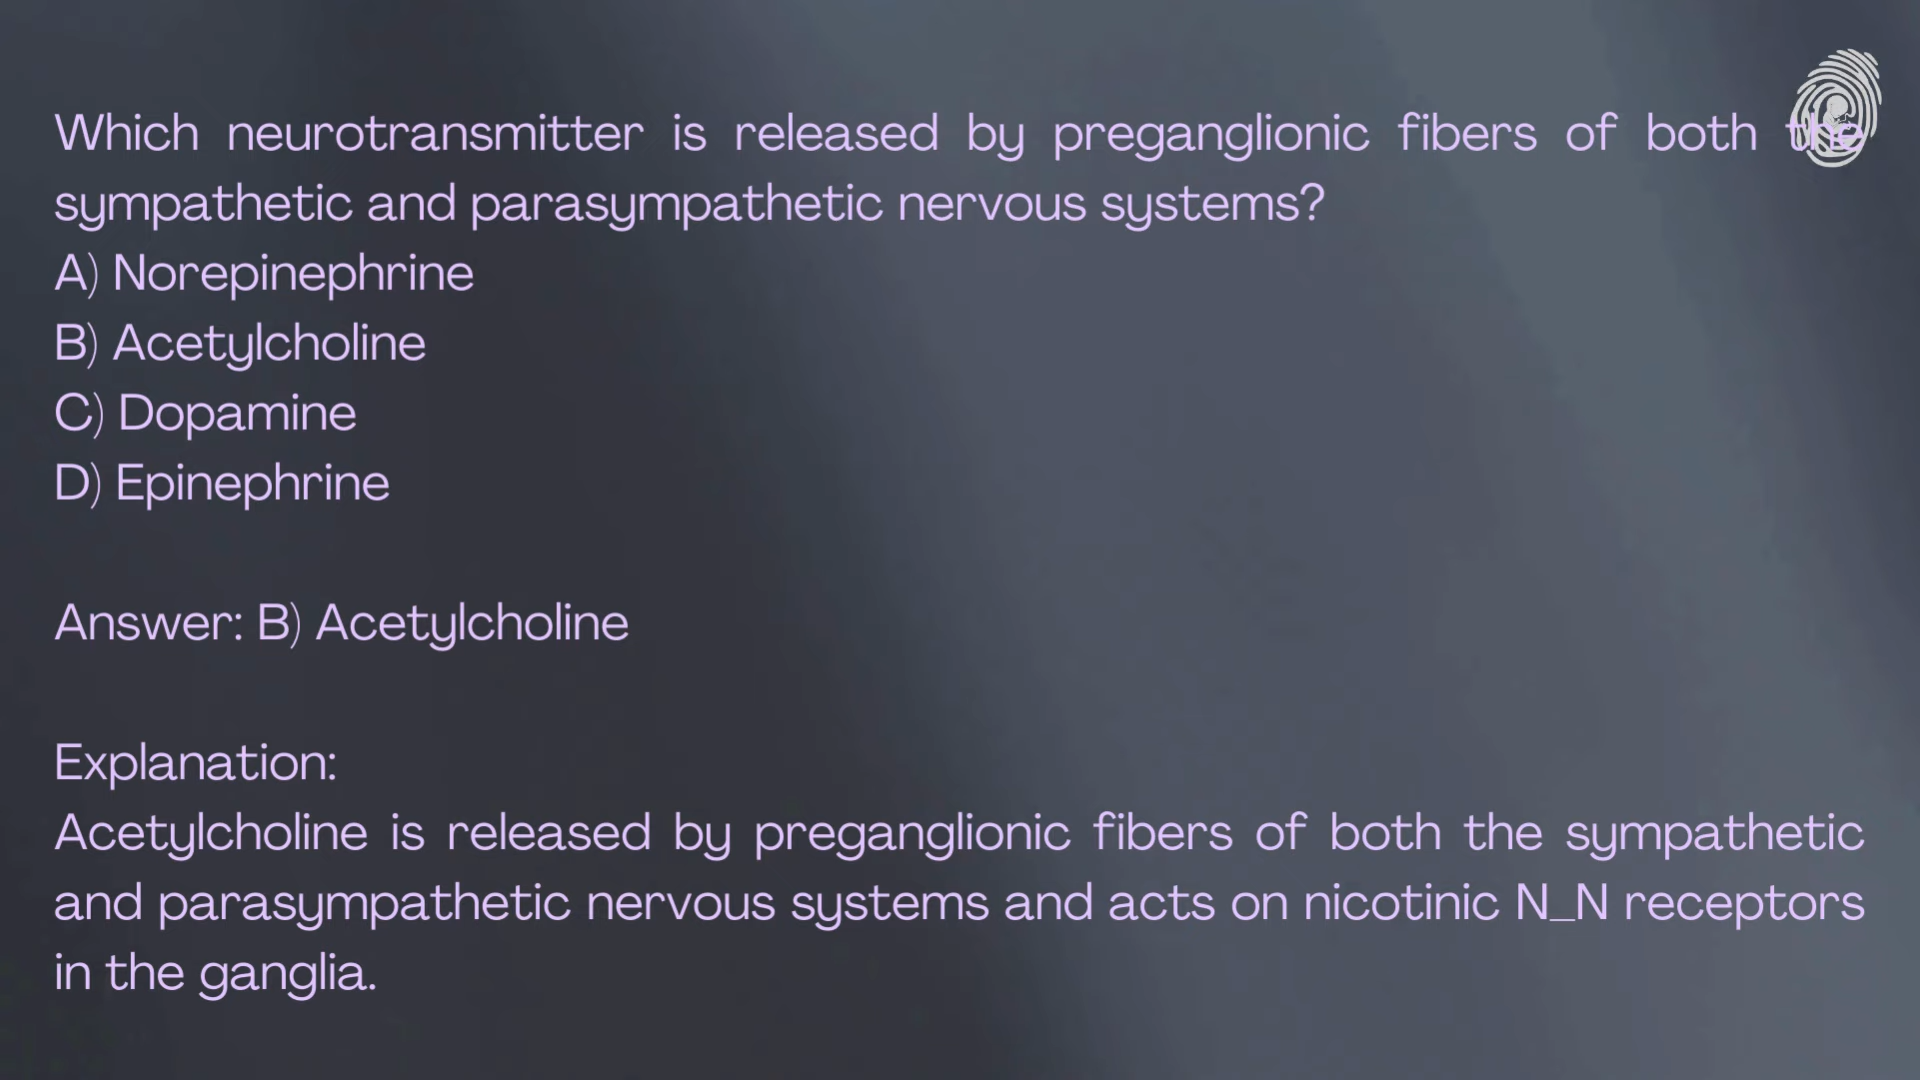 Which neurotransmitter is released by preganglionic fibers of both the
sympathetic and parasympathetic nervous systems?
A) Norepinephrine
B) Acetylcholine
C) Dopamine
D) Epinephrine
Answer: B) Acetylcholine
Explanation:
Acetylcholine is released by preganglionic fibers of both the sympathetic
and parasympathetic nervous systems and acts on nicotinic N_N receptors
in the ganglia.